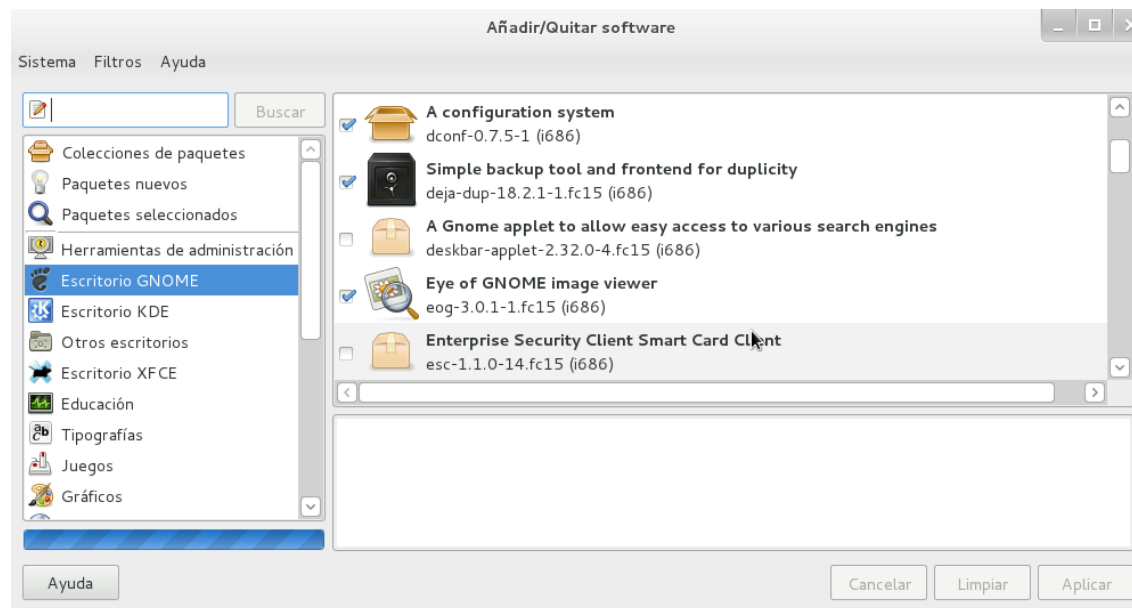 Añadir/Quitar software
Sistema Filtros Ayuda
Buscar
Colecciones de paquetes
Paquetes nuevos
Paquetes seleccionados
Herramientas de administración
Escritorio GNOME
Escritorio KDE
Otros escritorios
Escritorio XFCE
Educación
Tipografías
Juegos
Gráficos
A configuration system
dconf-0.7.5-1 (i686)
Simple backup tool and frontend for duplicity
deja-dup-18.2.1-1.fc15 (i686)
A Gnome applet to allow easy access to various search engines
deskbar-applet-2.32.0-4.fc15 (i686)
Eye of GNOME image viewer
eog-3.0.1-1.fc15 (i686)
Enterprise Security Client Smart Card Client
esc-1.1.0-14.fc15 (i686)
Ayuda
Cancelar Limpiar Aplicar